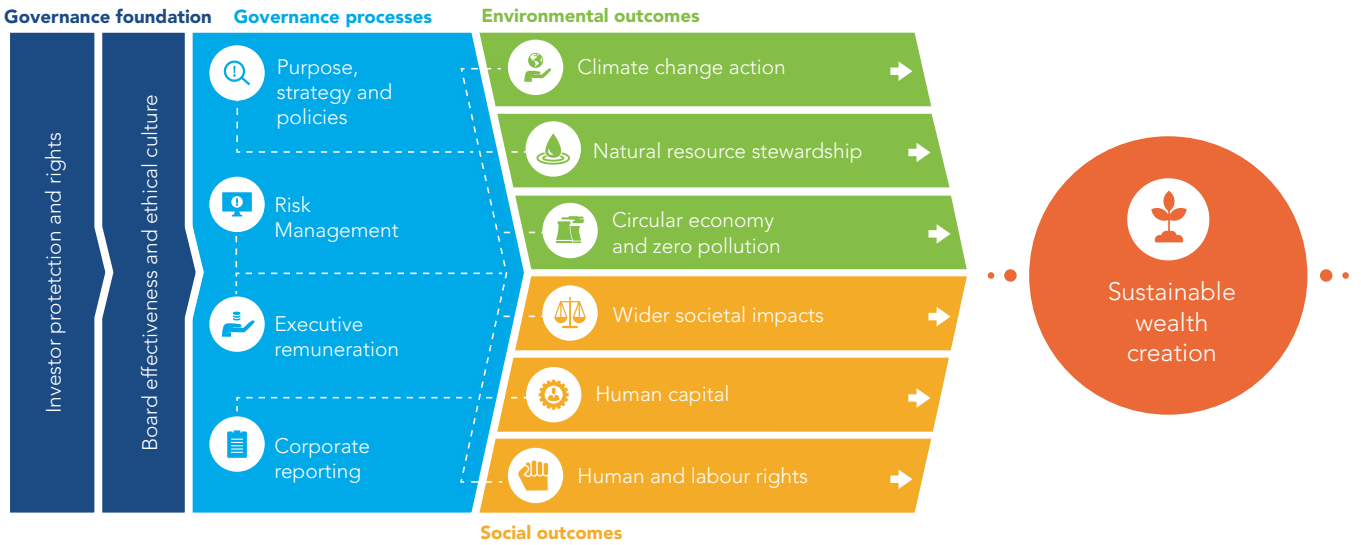 Governance foundation
Governance processes
Environmental outcomes
Investor protetction and rights
Board effectiveness and ethical culture
Purpose,
strategy and
policies
Risk
Management
Executive
remuneration
Corporate
reporting
Climate change action
Natural resource stewardship
Circular economy
and zero pollution
Wider societal impacts
Human capital
Human and labour rights
Social outcomes
Sustainable
wealth
creation